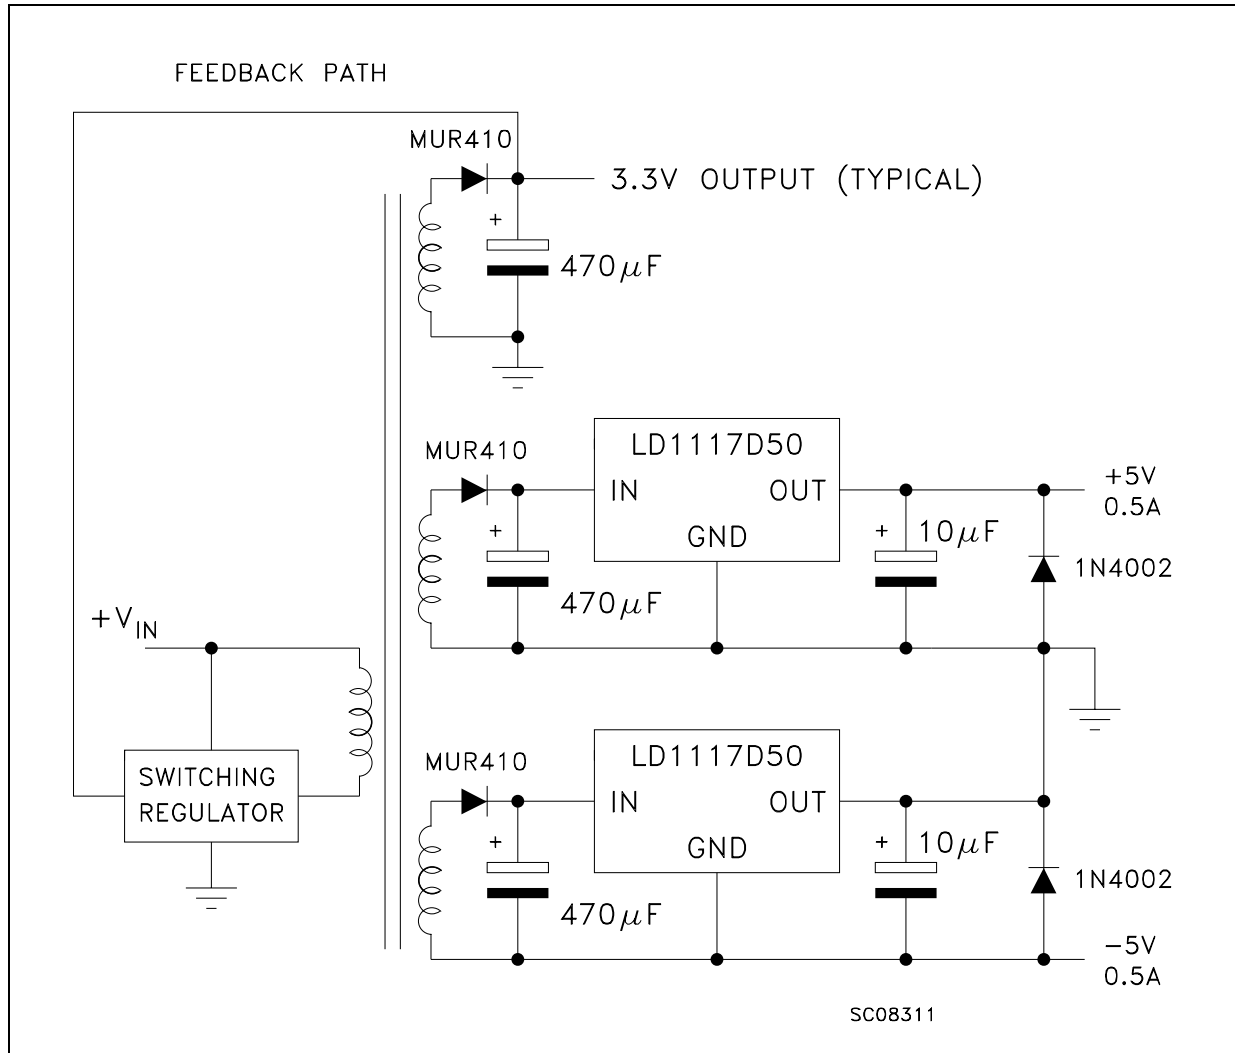 FEEDBACK PATH
MUR410
3.3V OUTPUT (TYPICAL)
+
470μF
LD1117D50
MUR410
IN
OUT
GND
+
470μF
+
10μF
+5V
0.5A
1N4002
+VIN
SWITCHING
REGULATOR
LD1117D50
MUR410
IN
OUT
GND
+
470μF
+
10μF
1N4002
-5V
0.5A
SC08311